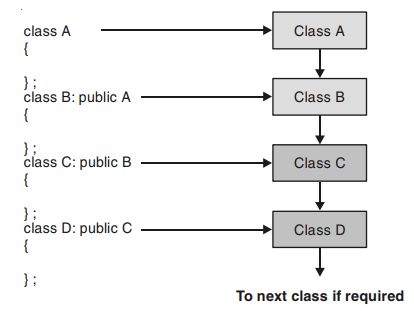 class A
{
} ;
class B: public A
{
} ;
class C: public B
{
} ;
class D: public C
{
} ;
Class A
Class B
Class C
Class D
To next class if required